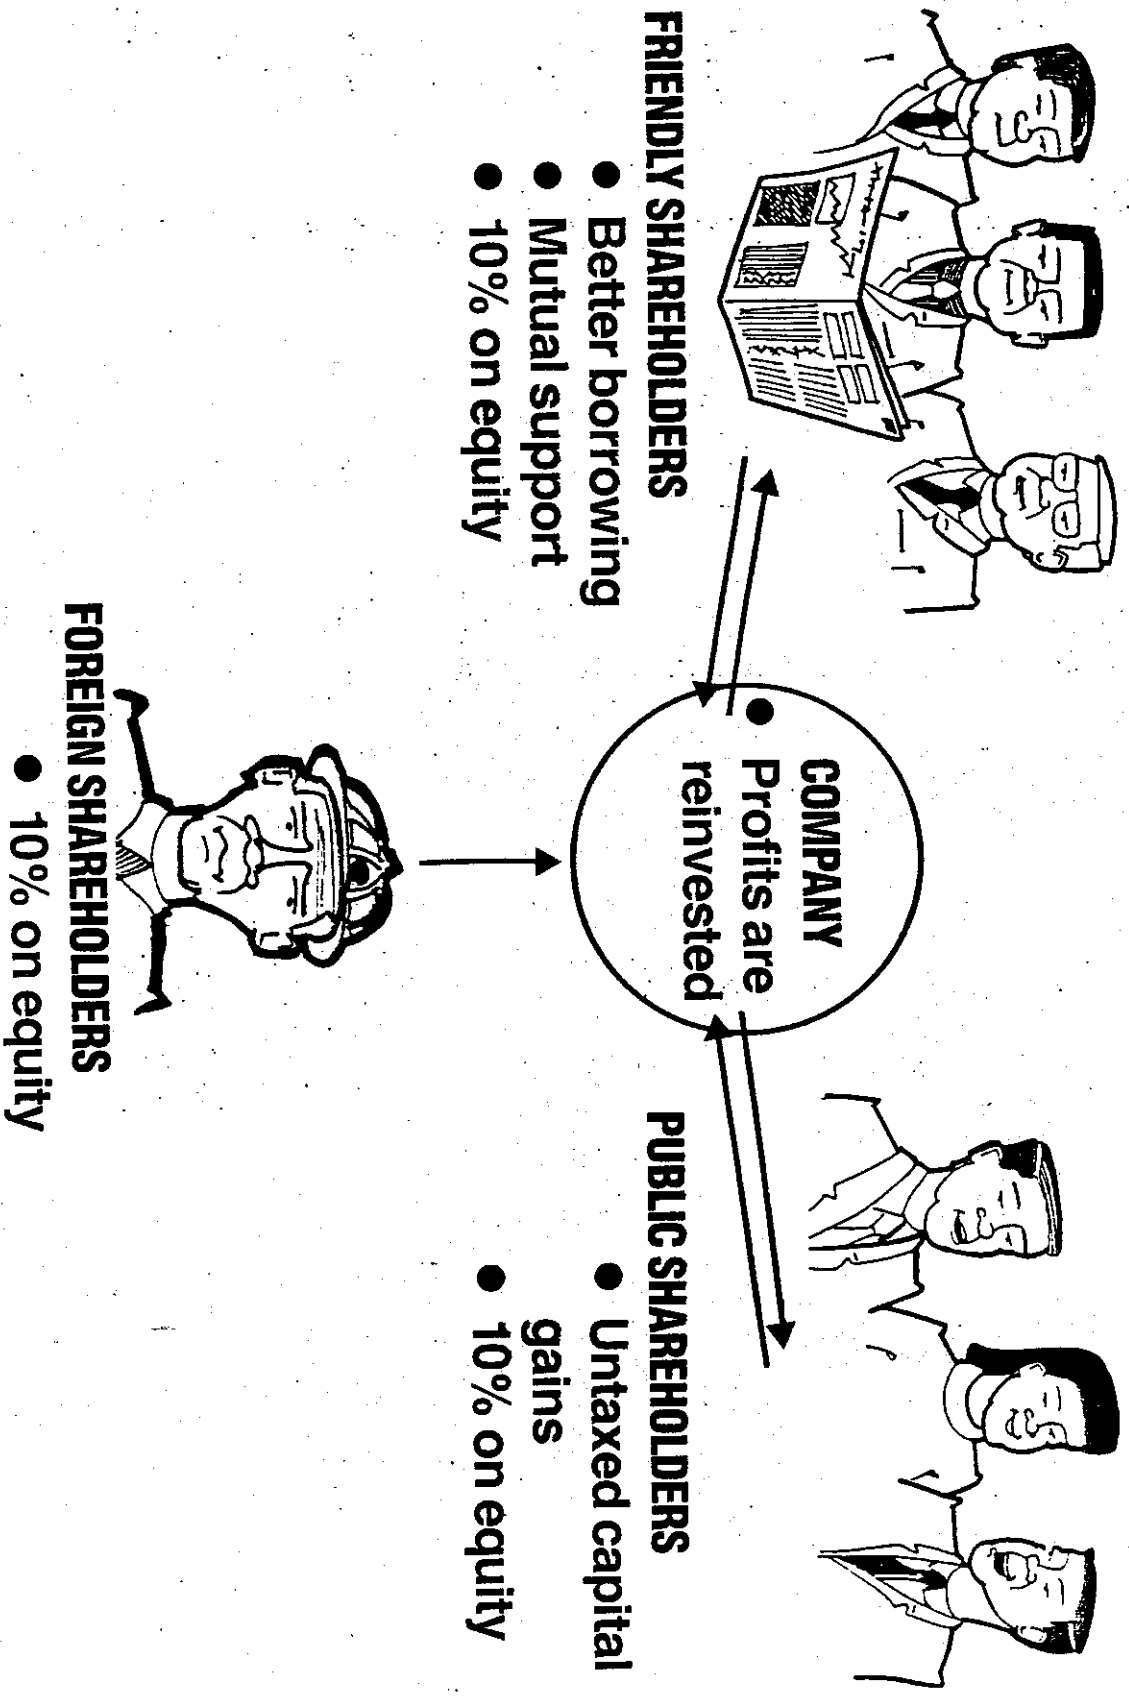 FRIENDLY SHAREHOLDERS
● Better borrowing
● Mutual support
● 10% on equity
COMPANY
● Profits are
reinvested
PUBLIC SHAREHOLDERS
● Untaxed capital
gains
● 10% on equity
FOREIGN SHAREHOLDERS
● 10% on equity